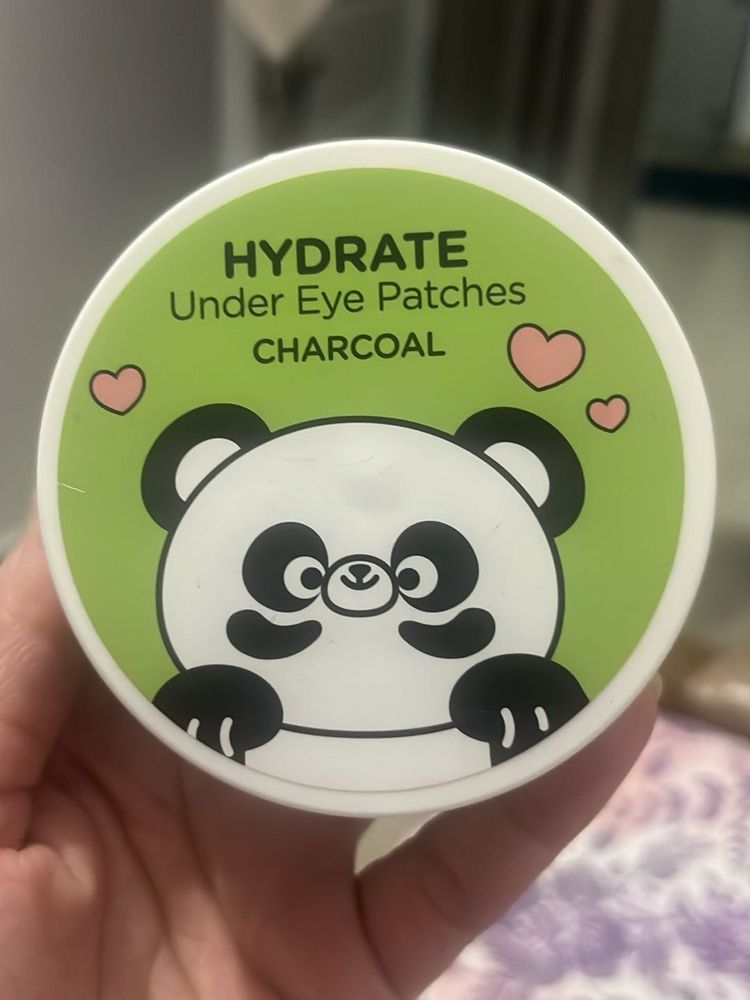 HYDRATE
Under Eye Patches
CHARCOAL